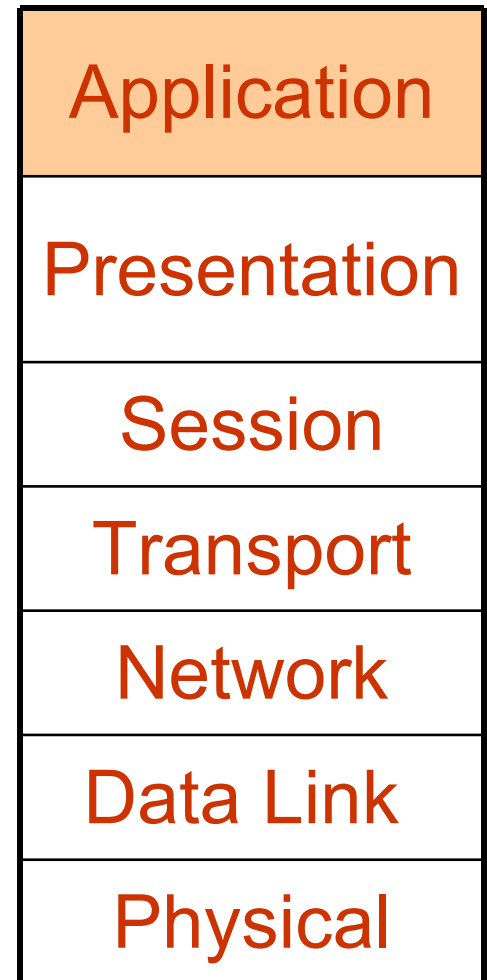 Application
Presentation
Session
Transport
Network
Data Link
Physical